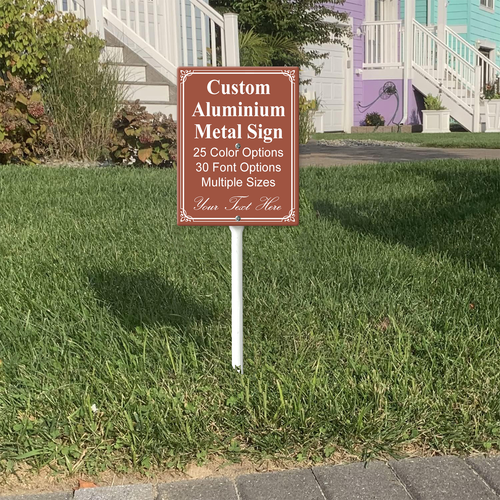 Custom
Aluminium
Metal Sign
25 Color Options
30 Font Options
Multiple Sizes
Your Text Here